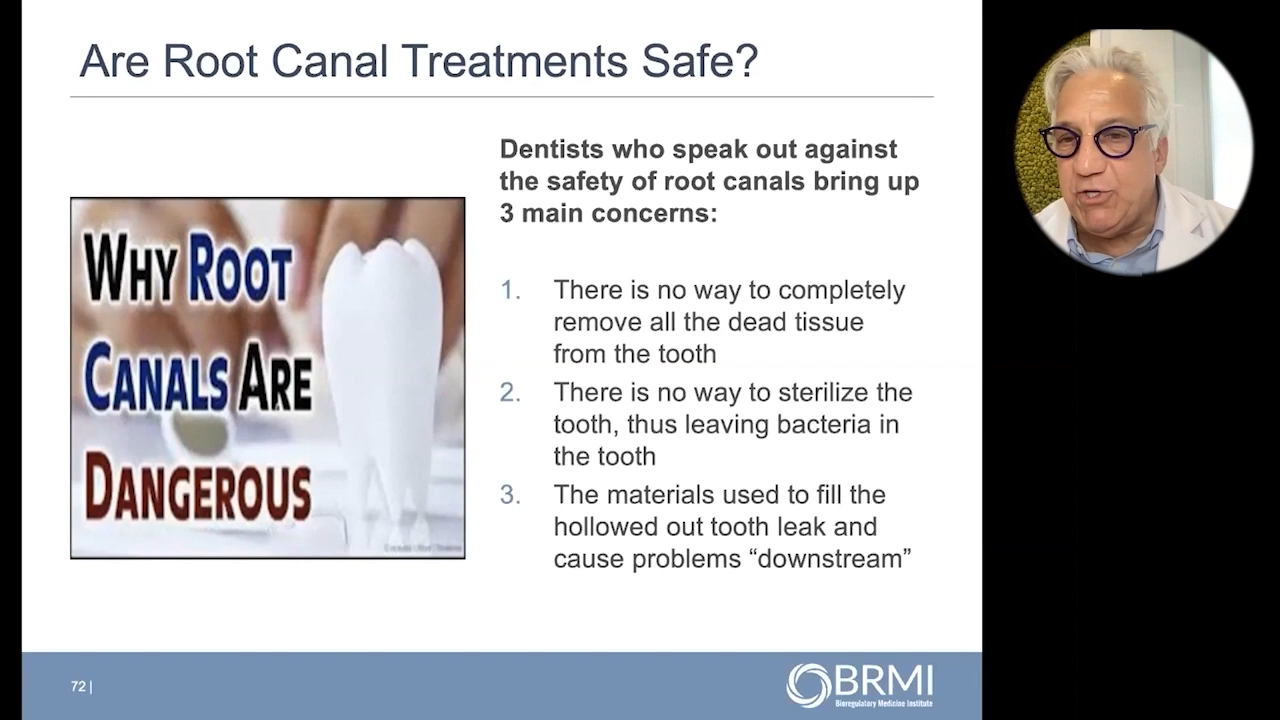 Are Root Canal Treatments Safe?
Dentists who speak out against
the safety of root canals bring up
3 main concerns:
WHY ROOT
CANALS ARE
DANGEROUS
1. There is no way to completely
remove all the dead tissue
from the tooth
2. There is no way to sterilize the
tooth, thus leaving bacteria in
the tooth
3. The materials used to fill the
hollowed out tooth leak and
cause problems “downstream”
72 |
BRMI
Bioregulatory Medicine Institute